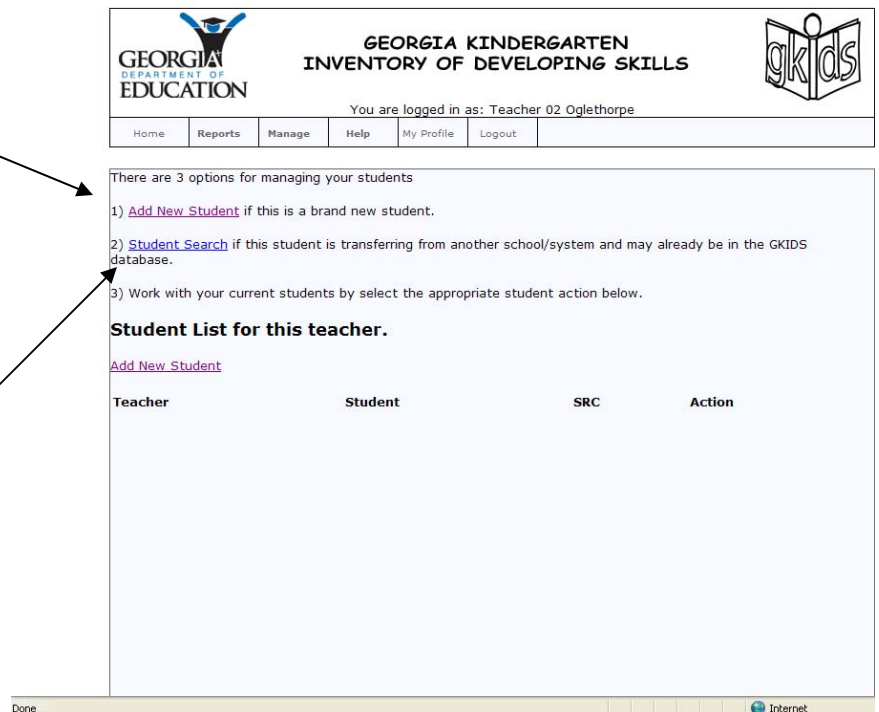 GEORGIA
DEPARTMENT OF
EDUCATION
GEORGIA KINDERGARTEN
INVENTORY OF DEVELOPING SKILLS
gkids
You are logged in as: Teacher 02 Oglethorpe
Home Reports Manage Help My Profile Logout
There are 3 options for managing your students
1) Add New Student if this is a brand new student.
2) Student Search if this student is transferring from another school/system and may already be in the GKIDS
database.
3) Work with your current students by select the appropriate student action below.
Student List for this teacher.
Add New Student
Teacher Student SRC Action
Done Internet